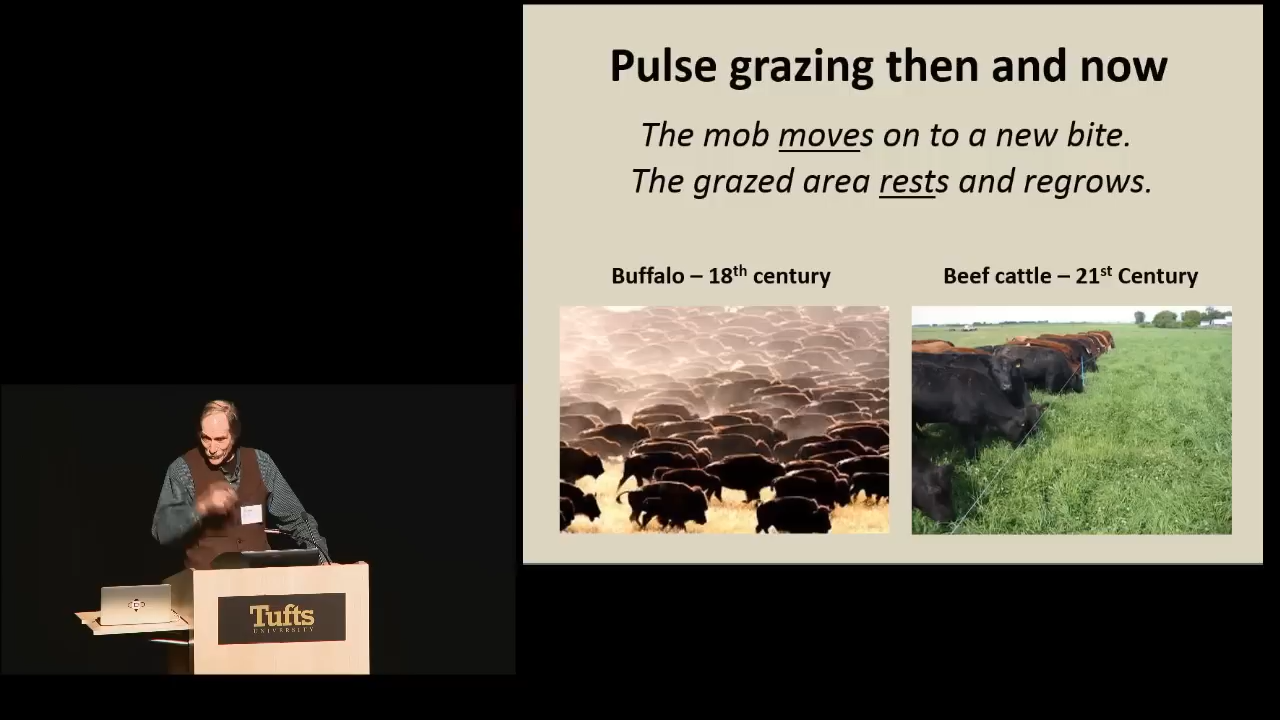 Pulse grazing then and now
The mob moves on to a new bite.
The grazed area rests and regrows.
Buffalo – 18th century
Beef cattle – 21st Century
Tufts
UNIVERSITY